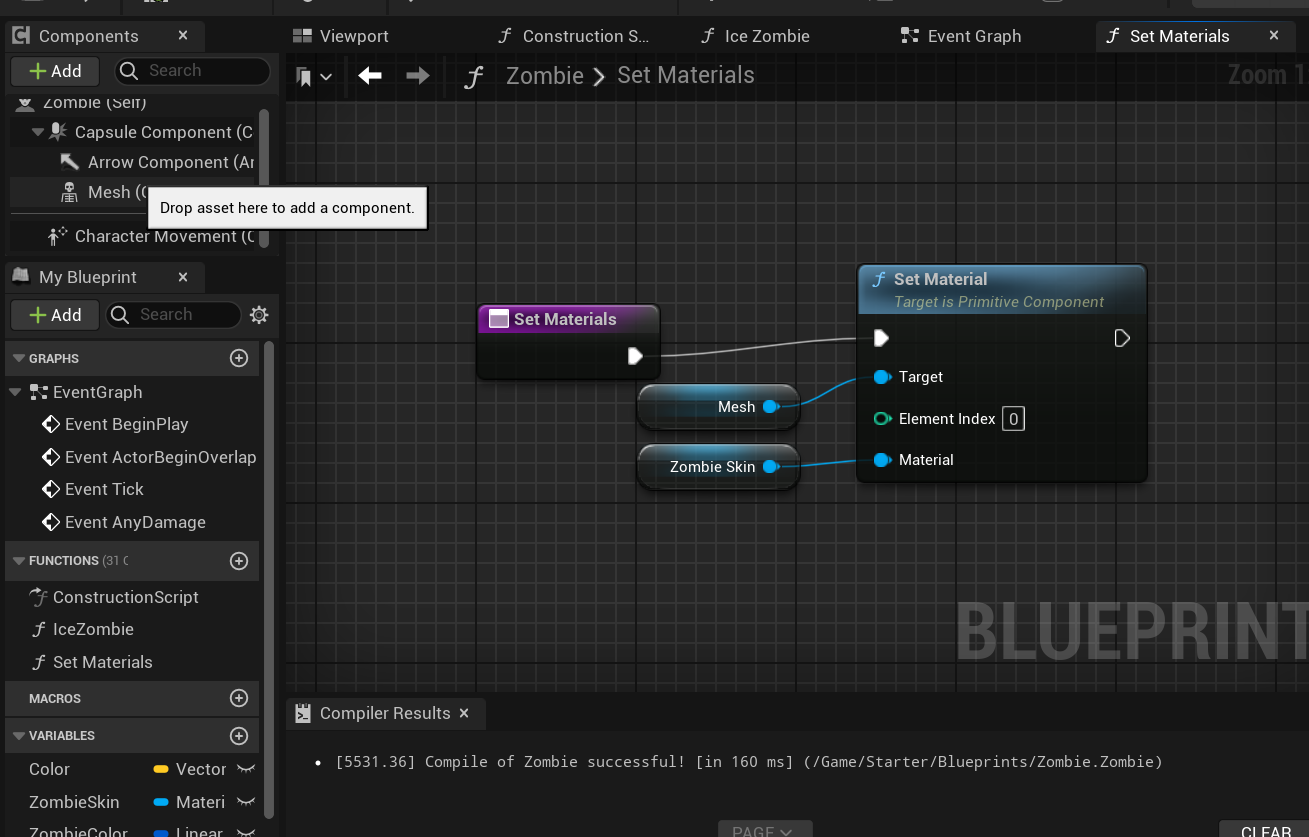 Components
Viewport
Construction S...
Ice Zombie
Event Graph
Set Materials
Add
Search
Zombie > Set Materials
Zoom 1
Zombie (Self)
Capsule Component (C
Arrow Component (Ar
Mesh (
Drop asset here to add a component.
Character Movement (C
My Blueprint
Add
Search
GRAPHS
EventGraph
Event BeginPlay
Event ActorBeginOverlap
Event Tick
Event AnyDamage
FUNCTIONS (31
ConstructionScript
IceZombie
Set Materials
MACROS
VARIABLES
Color Vector
ZombieSkin Materi
ZombieColor Linear
Set Materials
Mesh
Zombie Skin
Set Material
Target is Primitive Component
Target
Element Index 0
Material
BLUEPRINT
Compiler Results
[5531.36] Compile of Zombie successful! [in 160 ms] (/Game/Starter/Blueprints/Zombie.Zombie)
PAGE
CLEAR